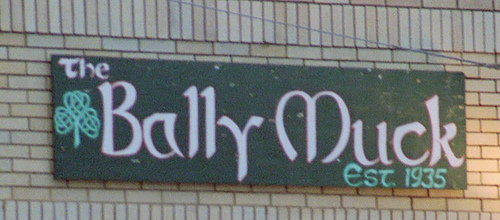 The
Bally Muck
Est. 1935